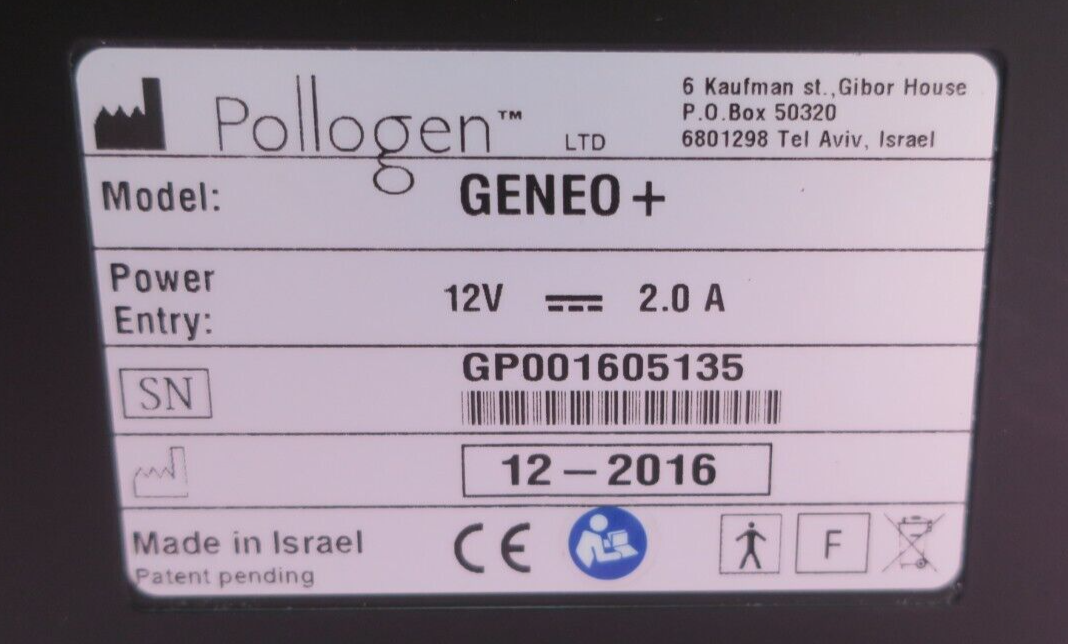 Pollogen™ LTD
6 Kaufman st.,Gibor House
P.O.Box 50320
6801298 Tel Aviv, Israel
Model: GENEO+
Power Entry: 12V 2.0 A
SN GP001605135
12-2016
Made in Israel
Patent pending
CE
F